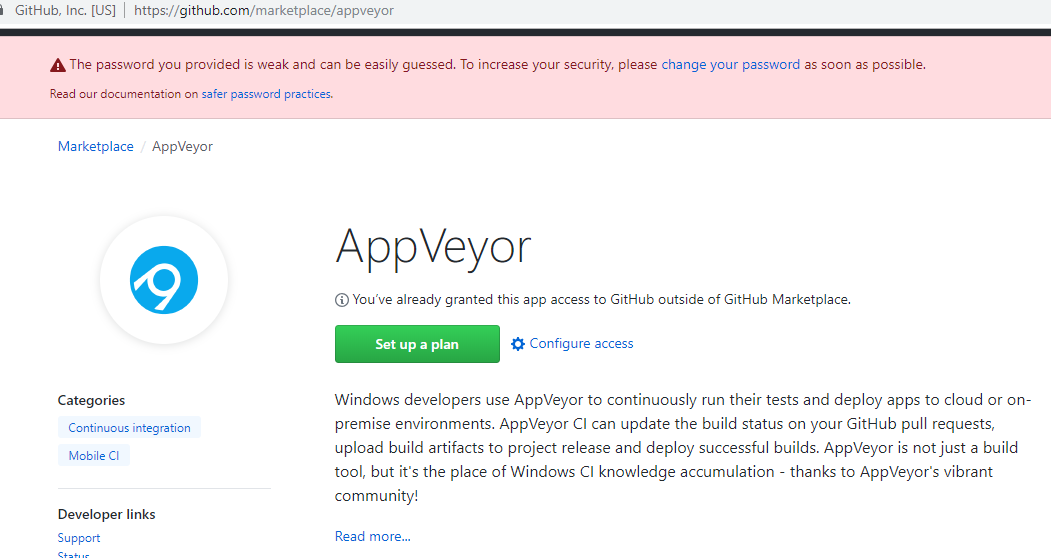 GitHub, Inc. [US] | https://github.com/marketplace/appveyor
The password you provided is weak and can be easily guessed. To increase your security, please change your password as soon as possible.
Read our documentation on safer password practices.
Marketplace / AppVeyor
AppVeyor
You've already granted this app access to GitHub outside of GitHub Marketplace.
Set up a plan Configure access
Categories
Continuous integration
Mobile CI
Windows developers use AppVeyor to continuously run their tests and deploy apps to cloud or on-
premise environments. AppVeyor CI can update the build status on your GitHub pull requests,
upload build artifacts to project release and deploy successful builds. AppVeyor is not just a build
tool, but it's the place of Windows CI knowledge accumulation - thanks to AppVeyor's vibrant
community!
Read more...
Developer links
Support
Status